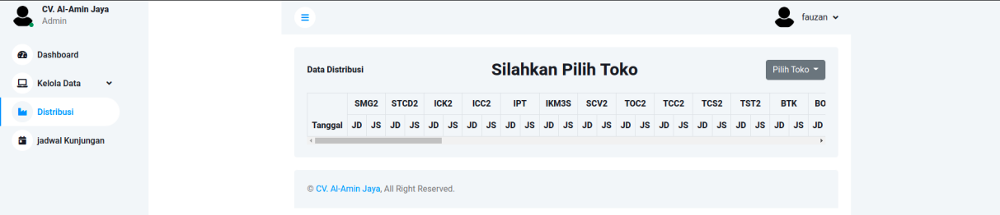 CV. Al-Amin Jaya
Admin
Dashboard
Kelola Data
Distribusi
jadwal Kunjungan
fauzan
Data Distribusi
Silahkan Pilih Toko
Pilih Toko
SMG2 STCD2 ICK2 ICC2 IPT IKM3S SCV2 TOC2 TCC2 TCS2 TST2 BTK
Tanggal JD JS JD JS JD JS JD JS JD JS JD JS JD JS JD JS JD JS JD JS JD JS JD JS JD
© CV. Al-Amin Jaya, All Right Reserved.